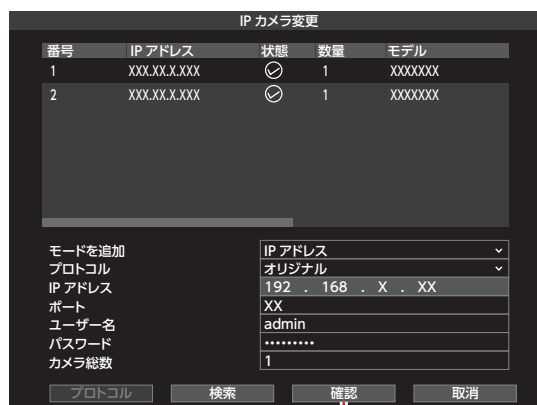 IP カメラ変更
番号 IP アドレス 状態 数量 モデル
1 XXX.XX.X.XXX 1 XXXXXXX
2 XXX.XX.X.XXX 1 XXXXXXX
モードを追加 IP アドレス
プロトコル オリジナル
IP アドレス 192 . 168 . X . XX
ポート XX
ユーザー名 admin
パスワード •••••••••
カメラ総数 1
プロトコル 検索 確認 取消